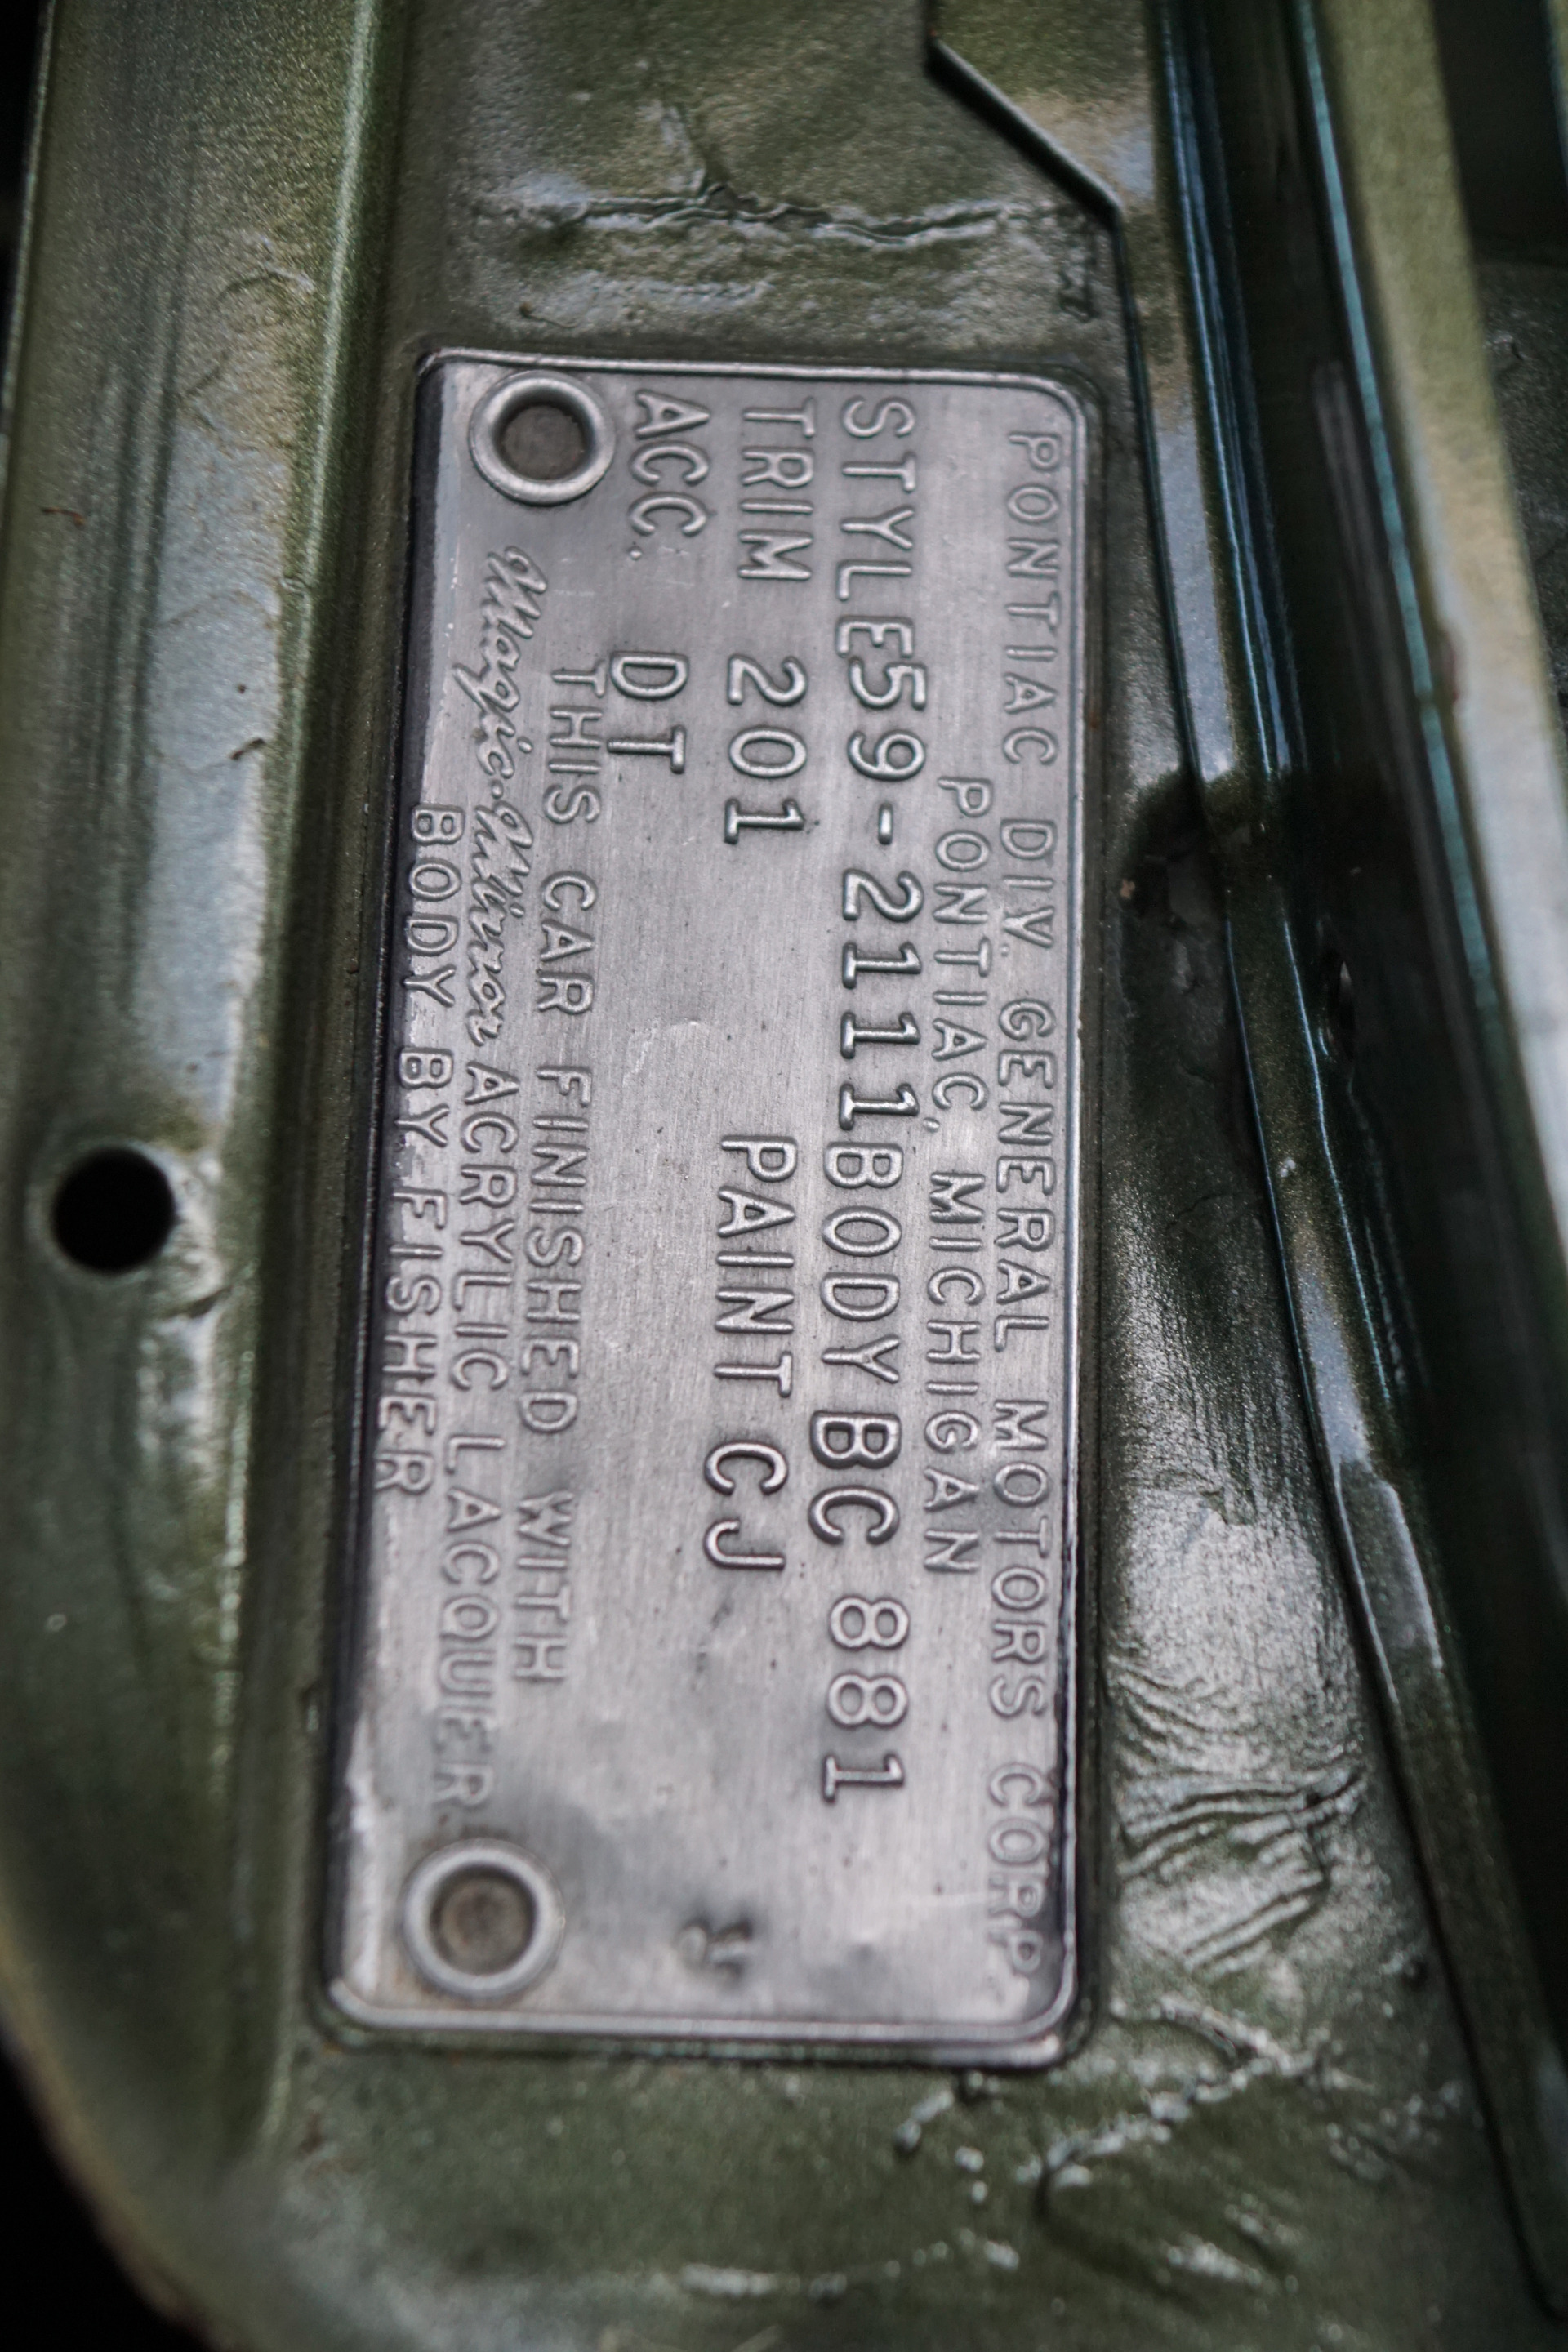 PONTIAC DIV. GENERAL MOTORS CORP
PONTIAC, MICHIGAN
STYLE59-2111BODY BC 881
TRIM 201 PAINT CJ
ACC. DT
THIS CAR FINISHED WITH
Magic-Mirror ACRYLIC LACQUER
BODY BY FISHER